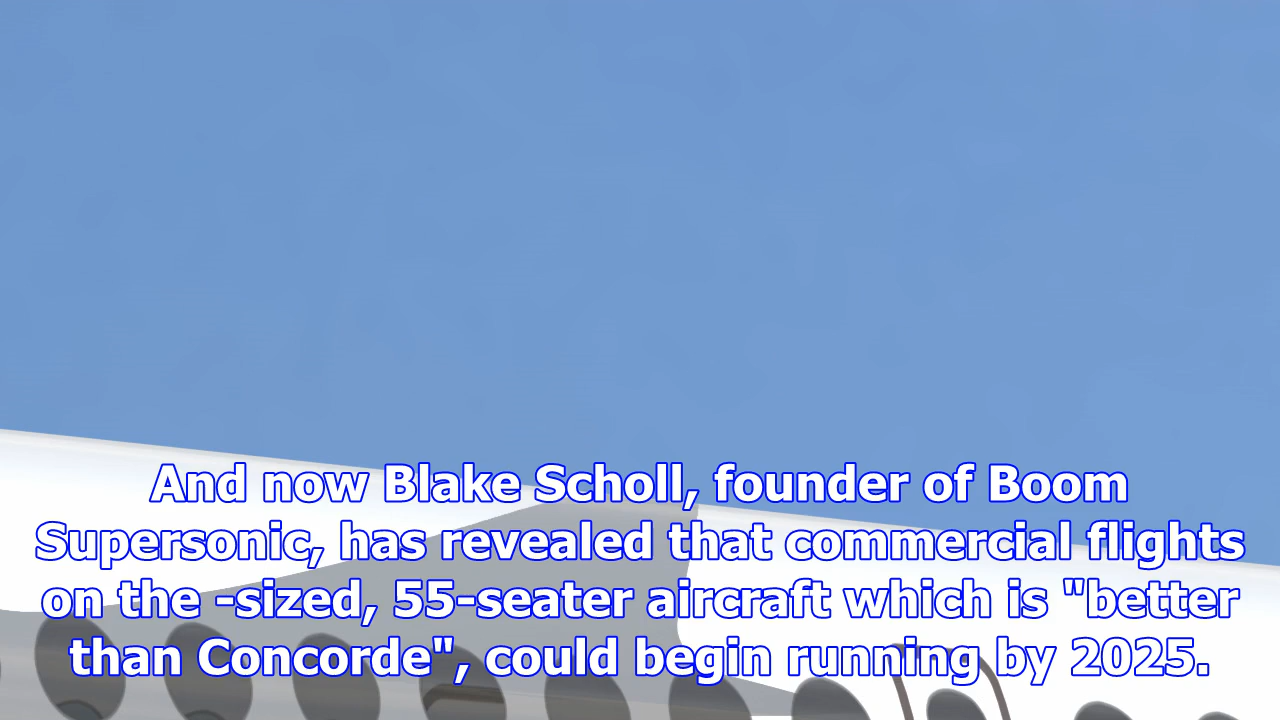 And now Blake Scholl, founder of Boom
Supersonic, has revealed that commercial flights
on the -sized, 55-seater aircraft which is "better
than Concorde", could begin running by 2025.